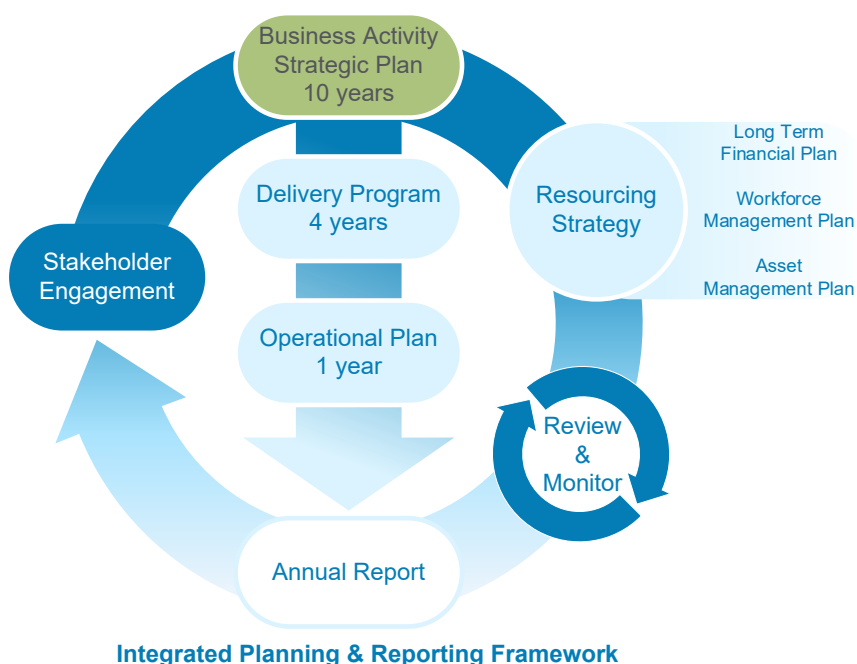 Business Activity
Strategic Plan
10 years
Long Term
Financial Plan
Delivery Program
4 years
Resourcing
Strategy
Workforce
Management Plan
Stakeholder
Engagement
Asset
Management Plan
Operational Plan
1 year
Review
&
Monitor
Annual Report
Integrated Planning & Reporting Framework